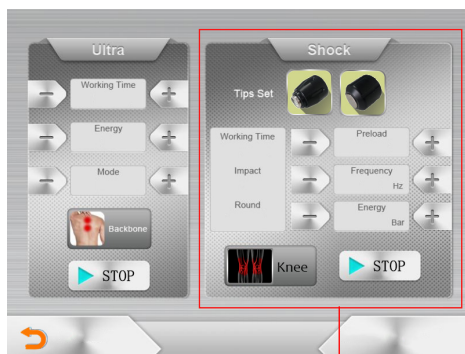 Ultra
Working Time
Energy
Mode
Backbone
STOP
Shock
Tips Set
Working Time
Impact
Round
Preload
Frequency
Hz
Energy
Bar
Knee
STOP